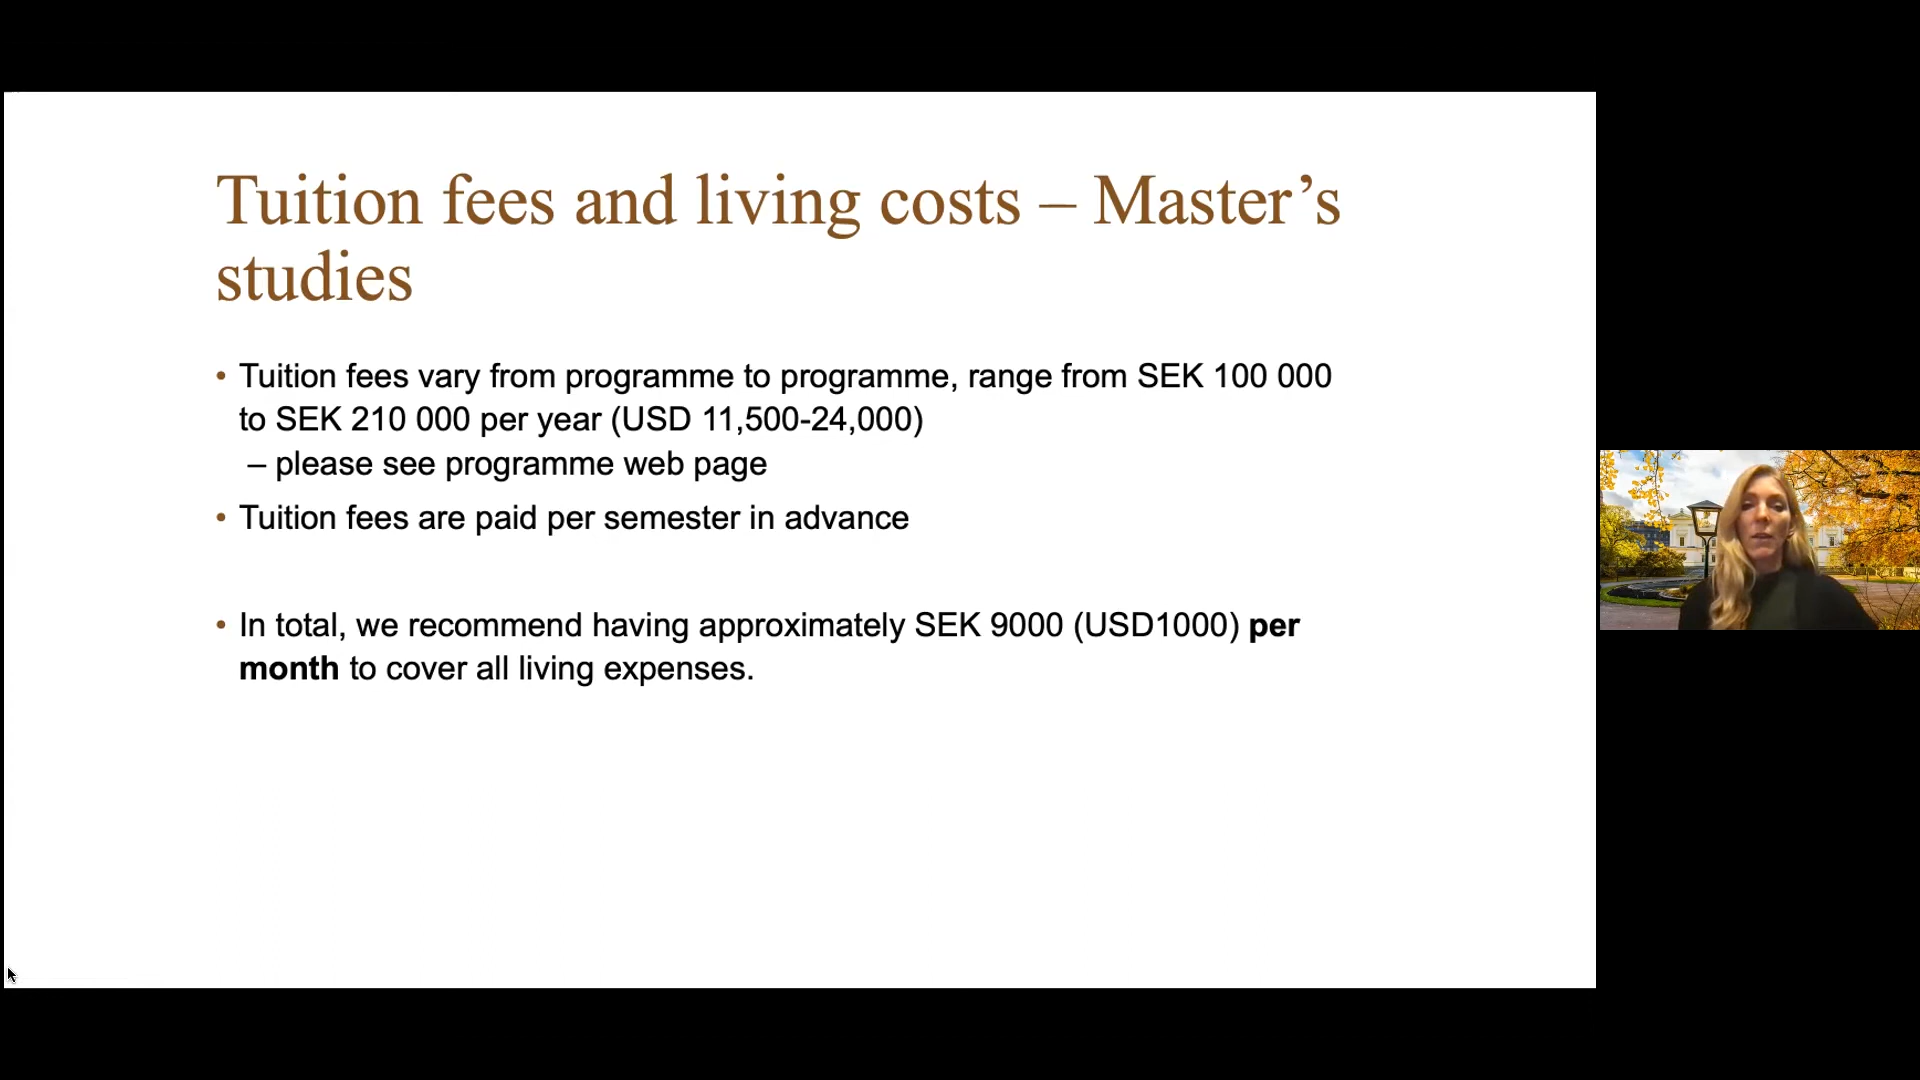 Tuition fees and living costs – Master’s
studies
• Tuition fees vary from programme to programme, range from SEK 100 000
to SEK 210 000 per year (USD 11,500-24,000)
– please see programme web page
• Tuition fees are paid per semester in advance
• In total, we recommend having approximately SEK 9000 (USD1000) per
month to cover all living expenses.